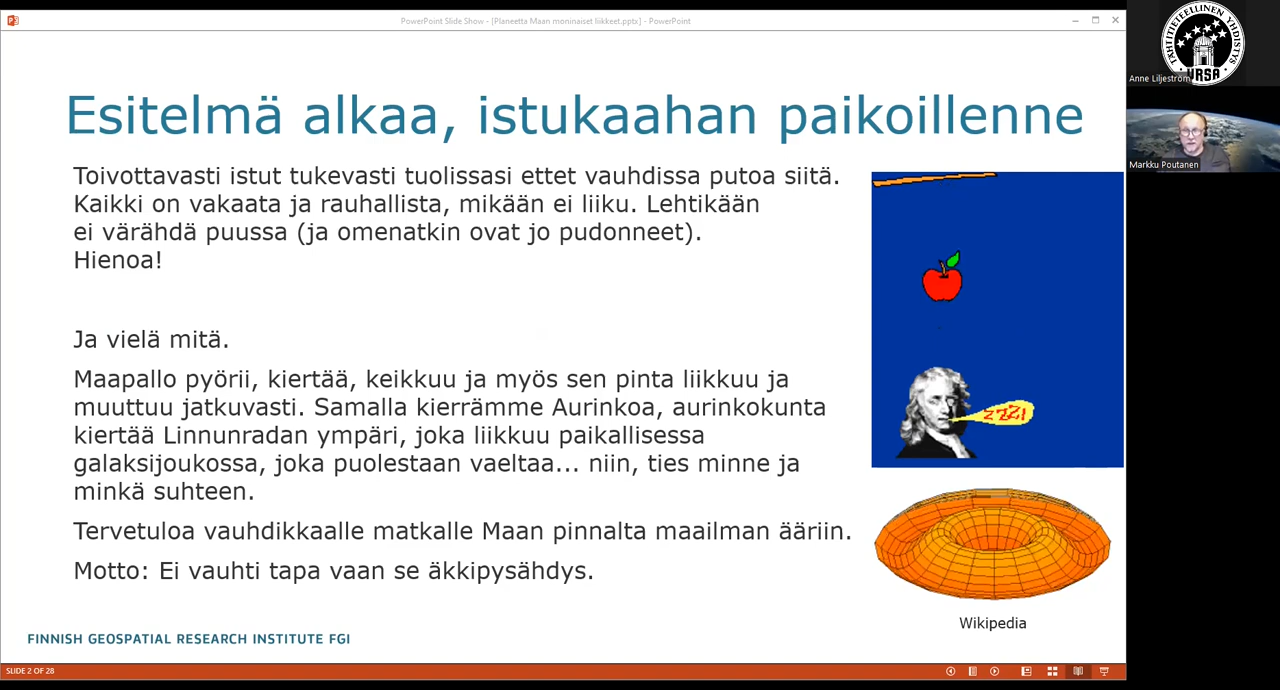 PowerPoint Slide Show - [Planeetta Maan moninaiset liikkeet.pptx] - PowerPoint
Esitelmä alkaa, istukaahan paikoillenne
Toivottavasti istut tukevasti tuolissasi ettet vauhdissa putoa siitä.
Kaikki on vakaata ja rauhallista, mikään ei liiku. Lehtikään
ei värähdä puussa (ja omenatkin ovat jo pudonneet).
Hienoa!
Ja vielä mitä.
Maapallo pyörii, kiertää, keikkuu ja myös sen pinta liikkuu ja
muuttuu jatkuvasti. Samalla kierrämme Aurinkoa, aurinkokunta
kiertää Linnunradan ympäri, joka liikkuu paikallisessa
galaksijoukossa, joka puolestaan vaeltaa... niin, ties minne ja
minkä suhteen.
Tervetuloa vauhdikkaalle matkalle Maan pinnalta maailman ääriin.
Motto: Ei vauhti tapa vaan se äkkipysähdys.
ZZZ!
Wikipedia
FINNISH GEOSPATIAL RESEARCH INSTITUTE FGI
SLIDE 2 OF 28
TÄHTITIETEELLINEN YHDISTYS
URSA
Anne Liljeström
Markku Poutanen